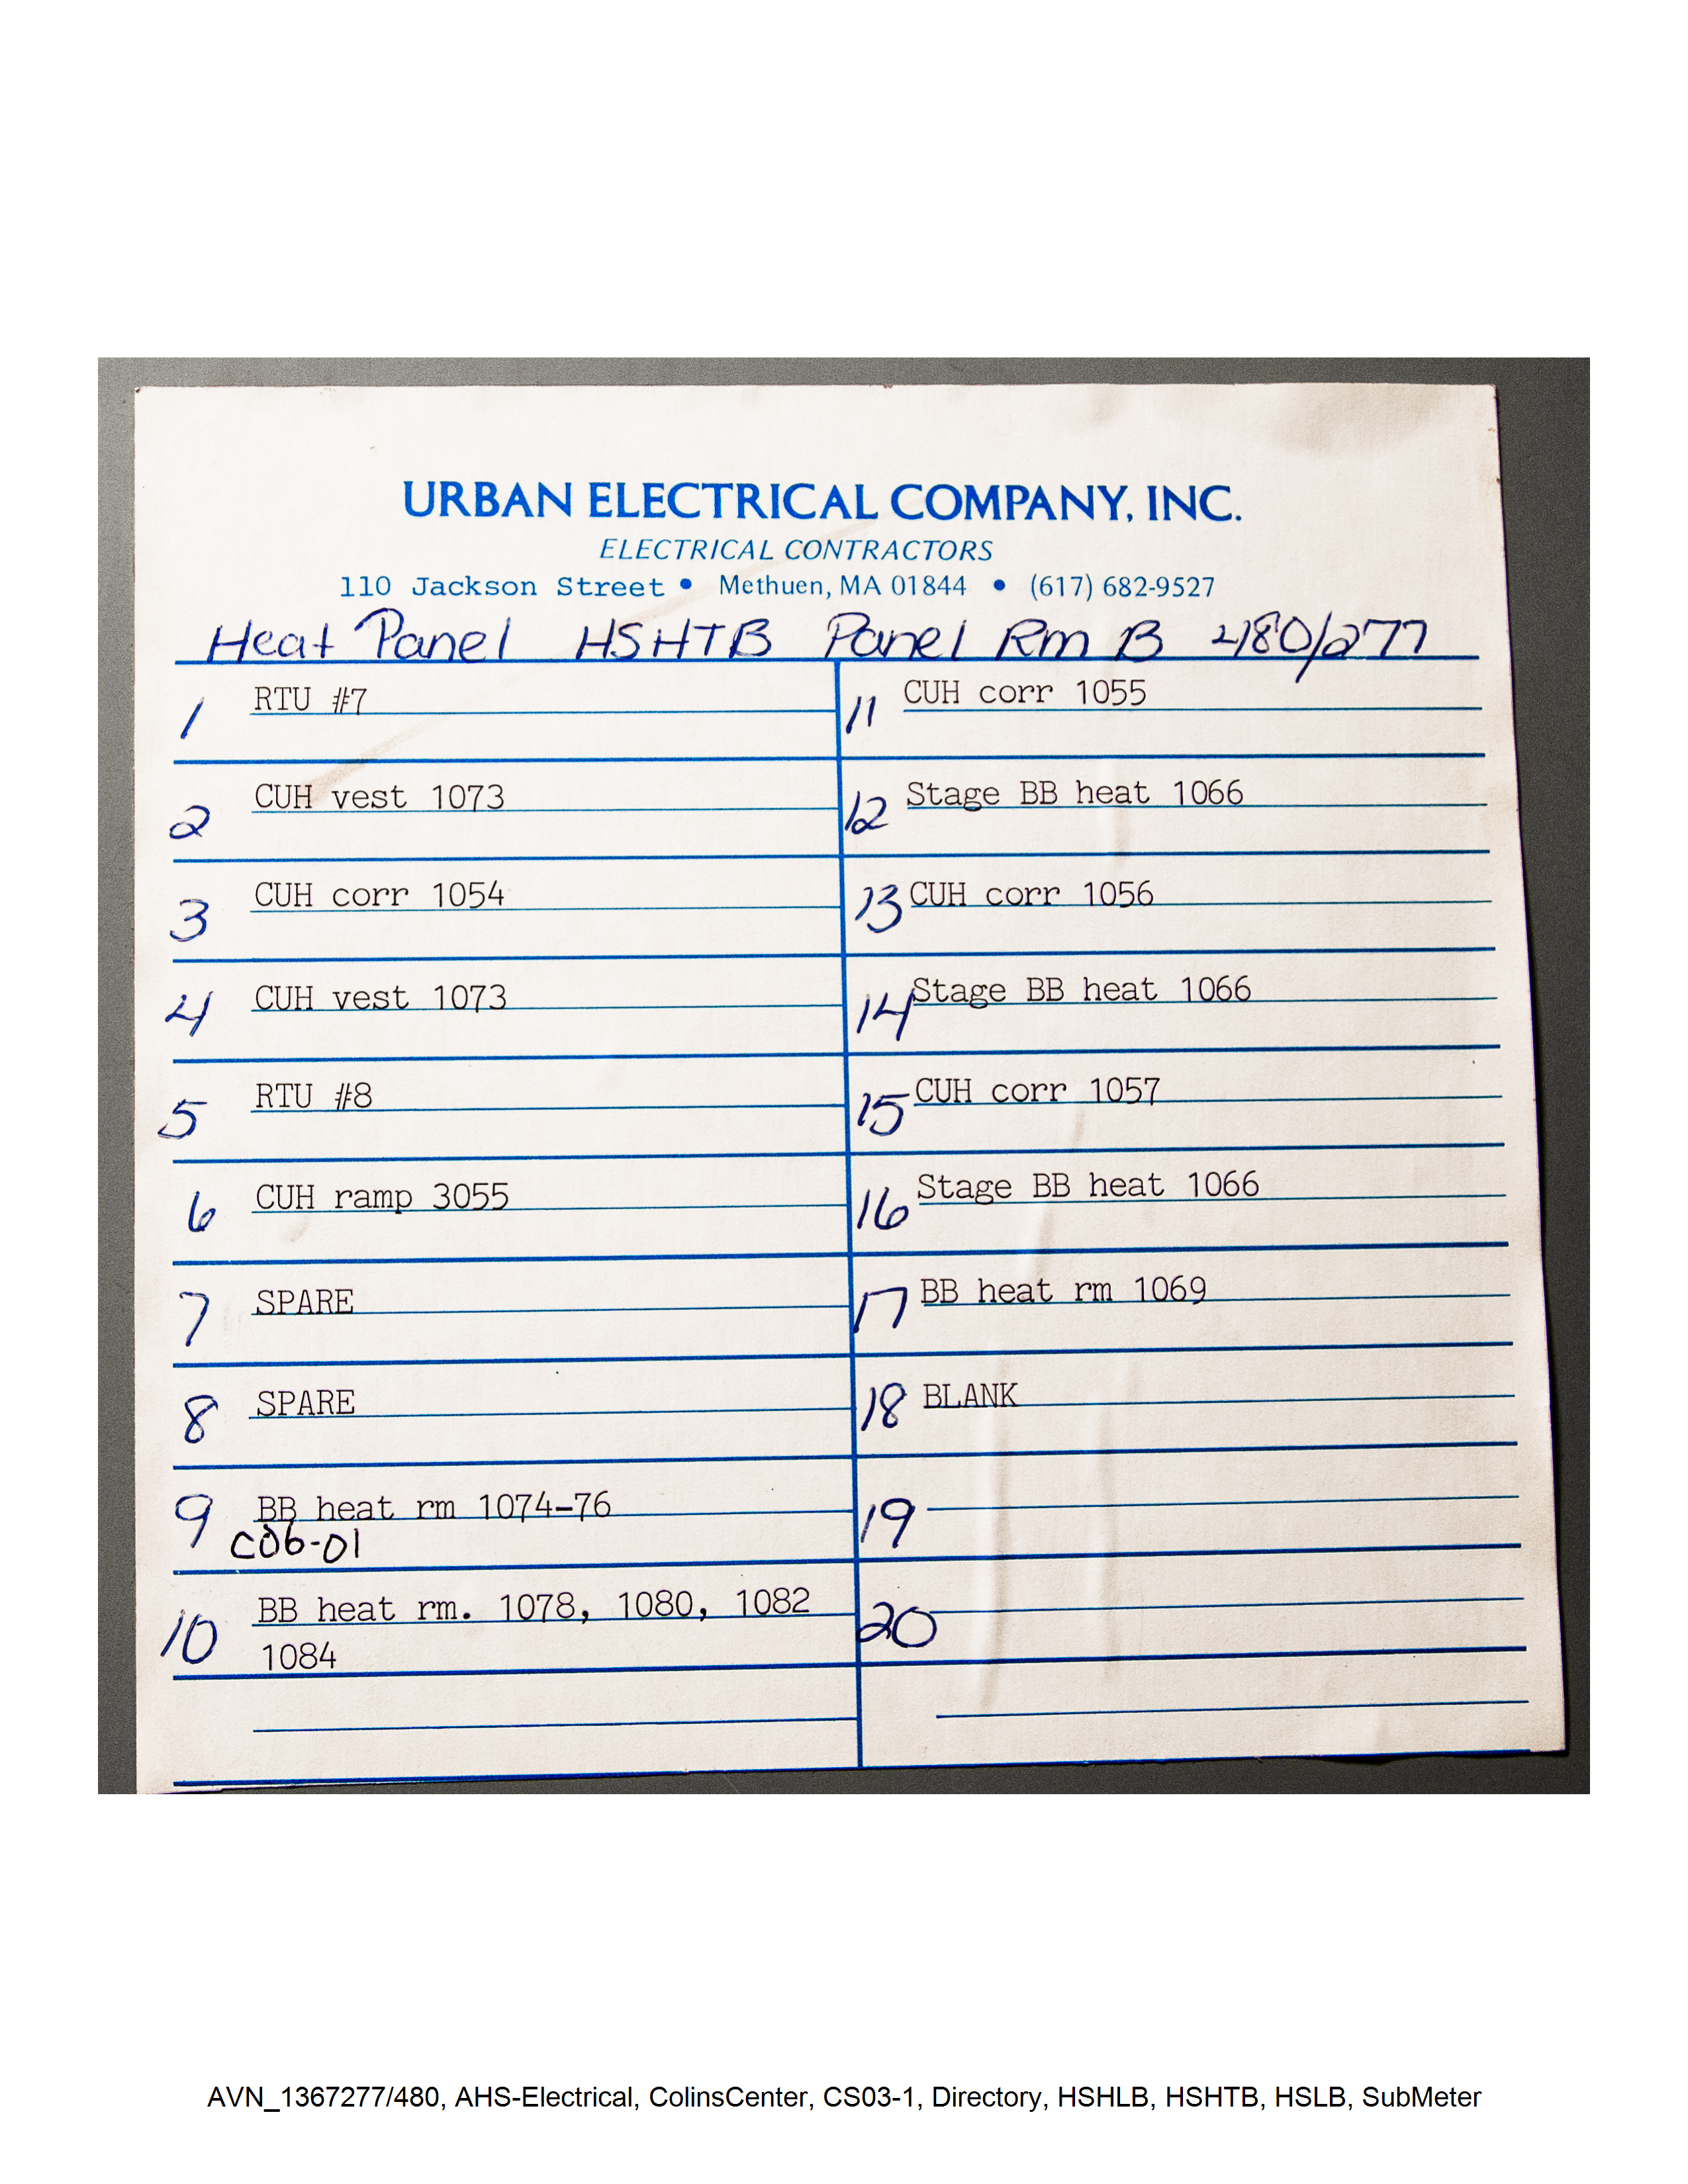 URBAN ELECTRICAL COMPANY, INC.
ELECTRICAL CONTRACTORS
110 Jackson Street • Methuen, MA 01844 • (617) 682-9527
Heat Panel HSHTB Panel Rm B 480/277
1 RTU #7
2 CUH vest 1073
3 CUH corr 1054
4 CUH vest 1073
5 RTU #8
6 CUH ramp 3055
7 SPARE
8 SPARE
9 BB heat rm 1074-76
C06-01
10 BB heat rm. 1078, 1080, 1082
1084
11 CUH corr 1055
12 Stage BB heat 1066
13 CUH corr 1056
14 Stage BB heat 1066
15 CUH corr 1057
16 Stage BB heat 1066
17 BB heat rm 1069
18 BLANK
19
20
AVN_1367277/480, AHS-Electrical, ColinsCenter, CS03-1, Directory, HSHLB, HSHTB, HSLB, SubMeter